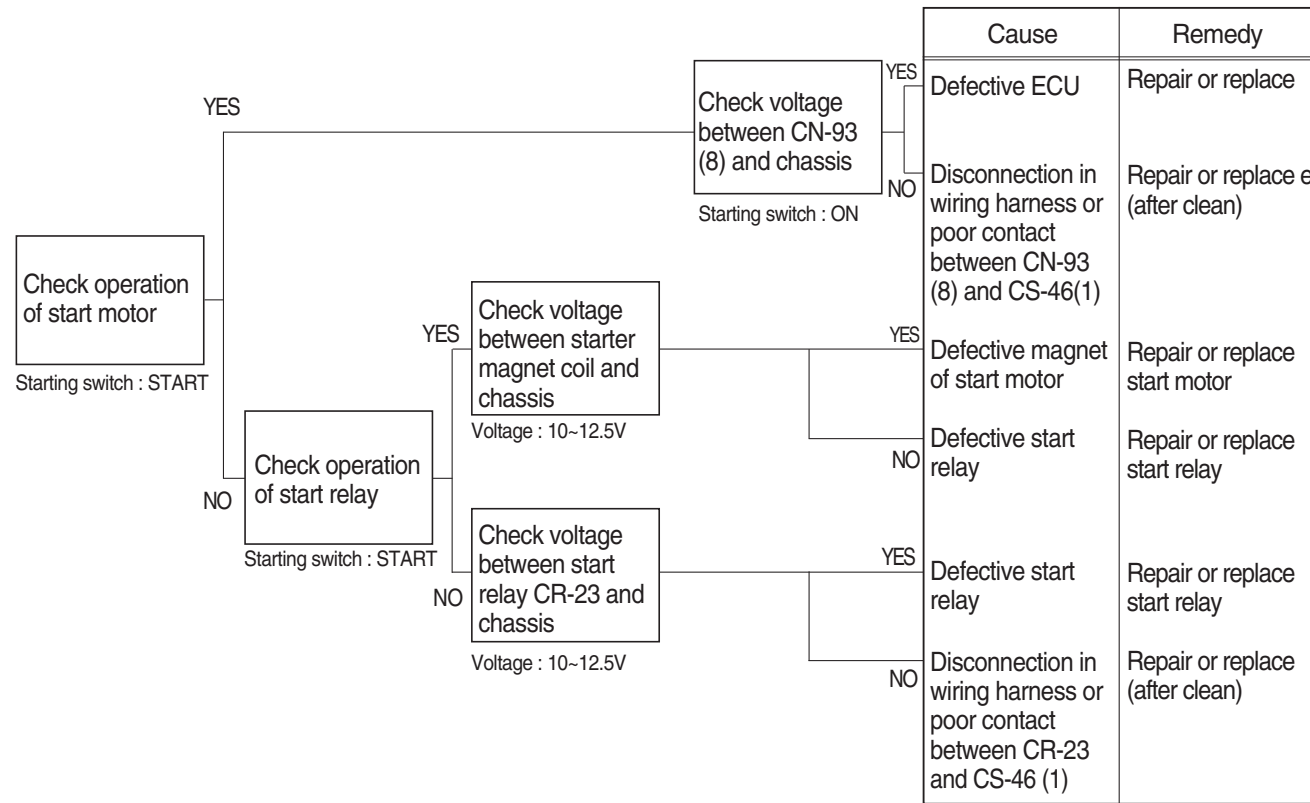 Cause
Remedy
YES
Check voltage
between CN-93
(8) and chassis
Starting switch : ON
YES
Defective ECU
Repair or replace
NO
Disconnection in
wiring harness or
poor contact
between CN-93
(8) and CS-46(1)
Repair or replace e
(after clean)
Check operation
of start motor
Starting switch : START
YES
Check voltage
between starter
magnet coil and
chassis
Voltage : 10~12.5V
YES
Defective magnet
of start motor
Repair or replace
start motor
NO
Defective start
relay
Repair or replace
start relay
NO
Check operation
of start relay
Starting switch : START
NO
Check voltage
between start
relay CR-23 and
chassis
Voltage : 10~12.5V
YES
Defective start
relay
Repair or replace
start relay
NO
Disconnection in
wiring harness or
poor contact
between CR-23
and CS-46 (1)
Repair or replace
(after clean)